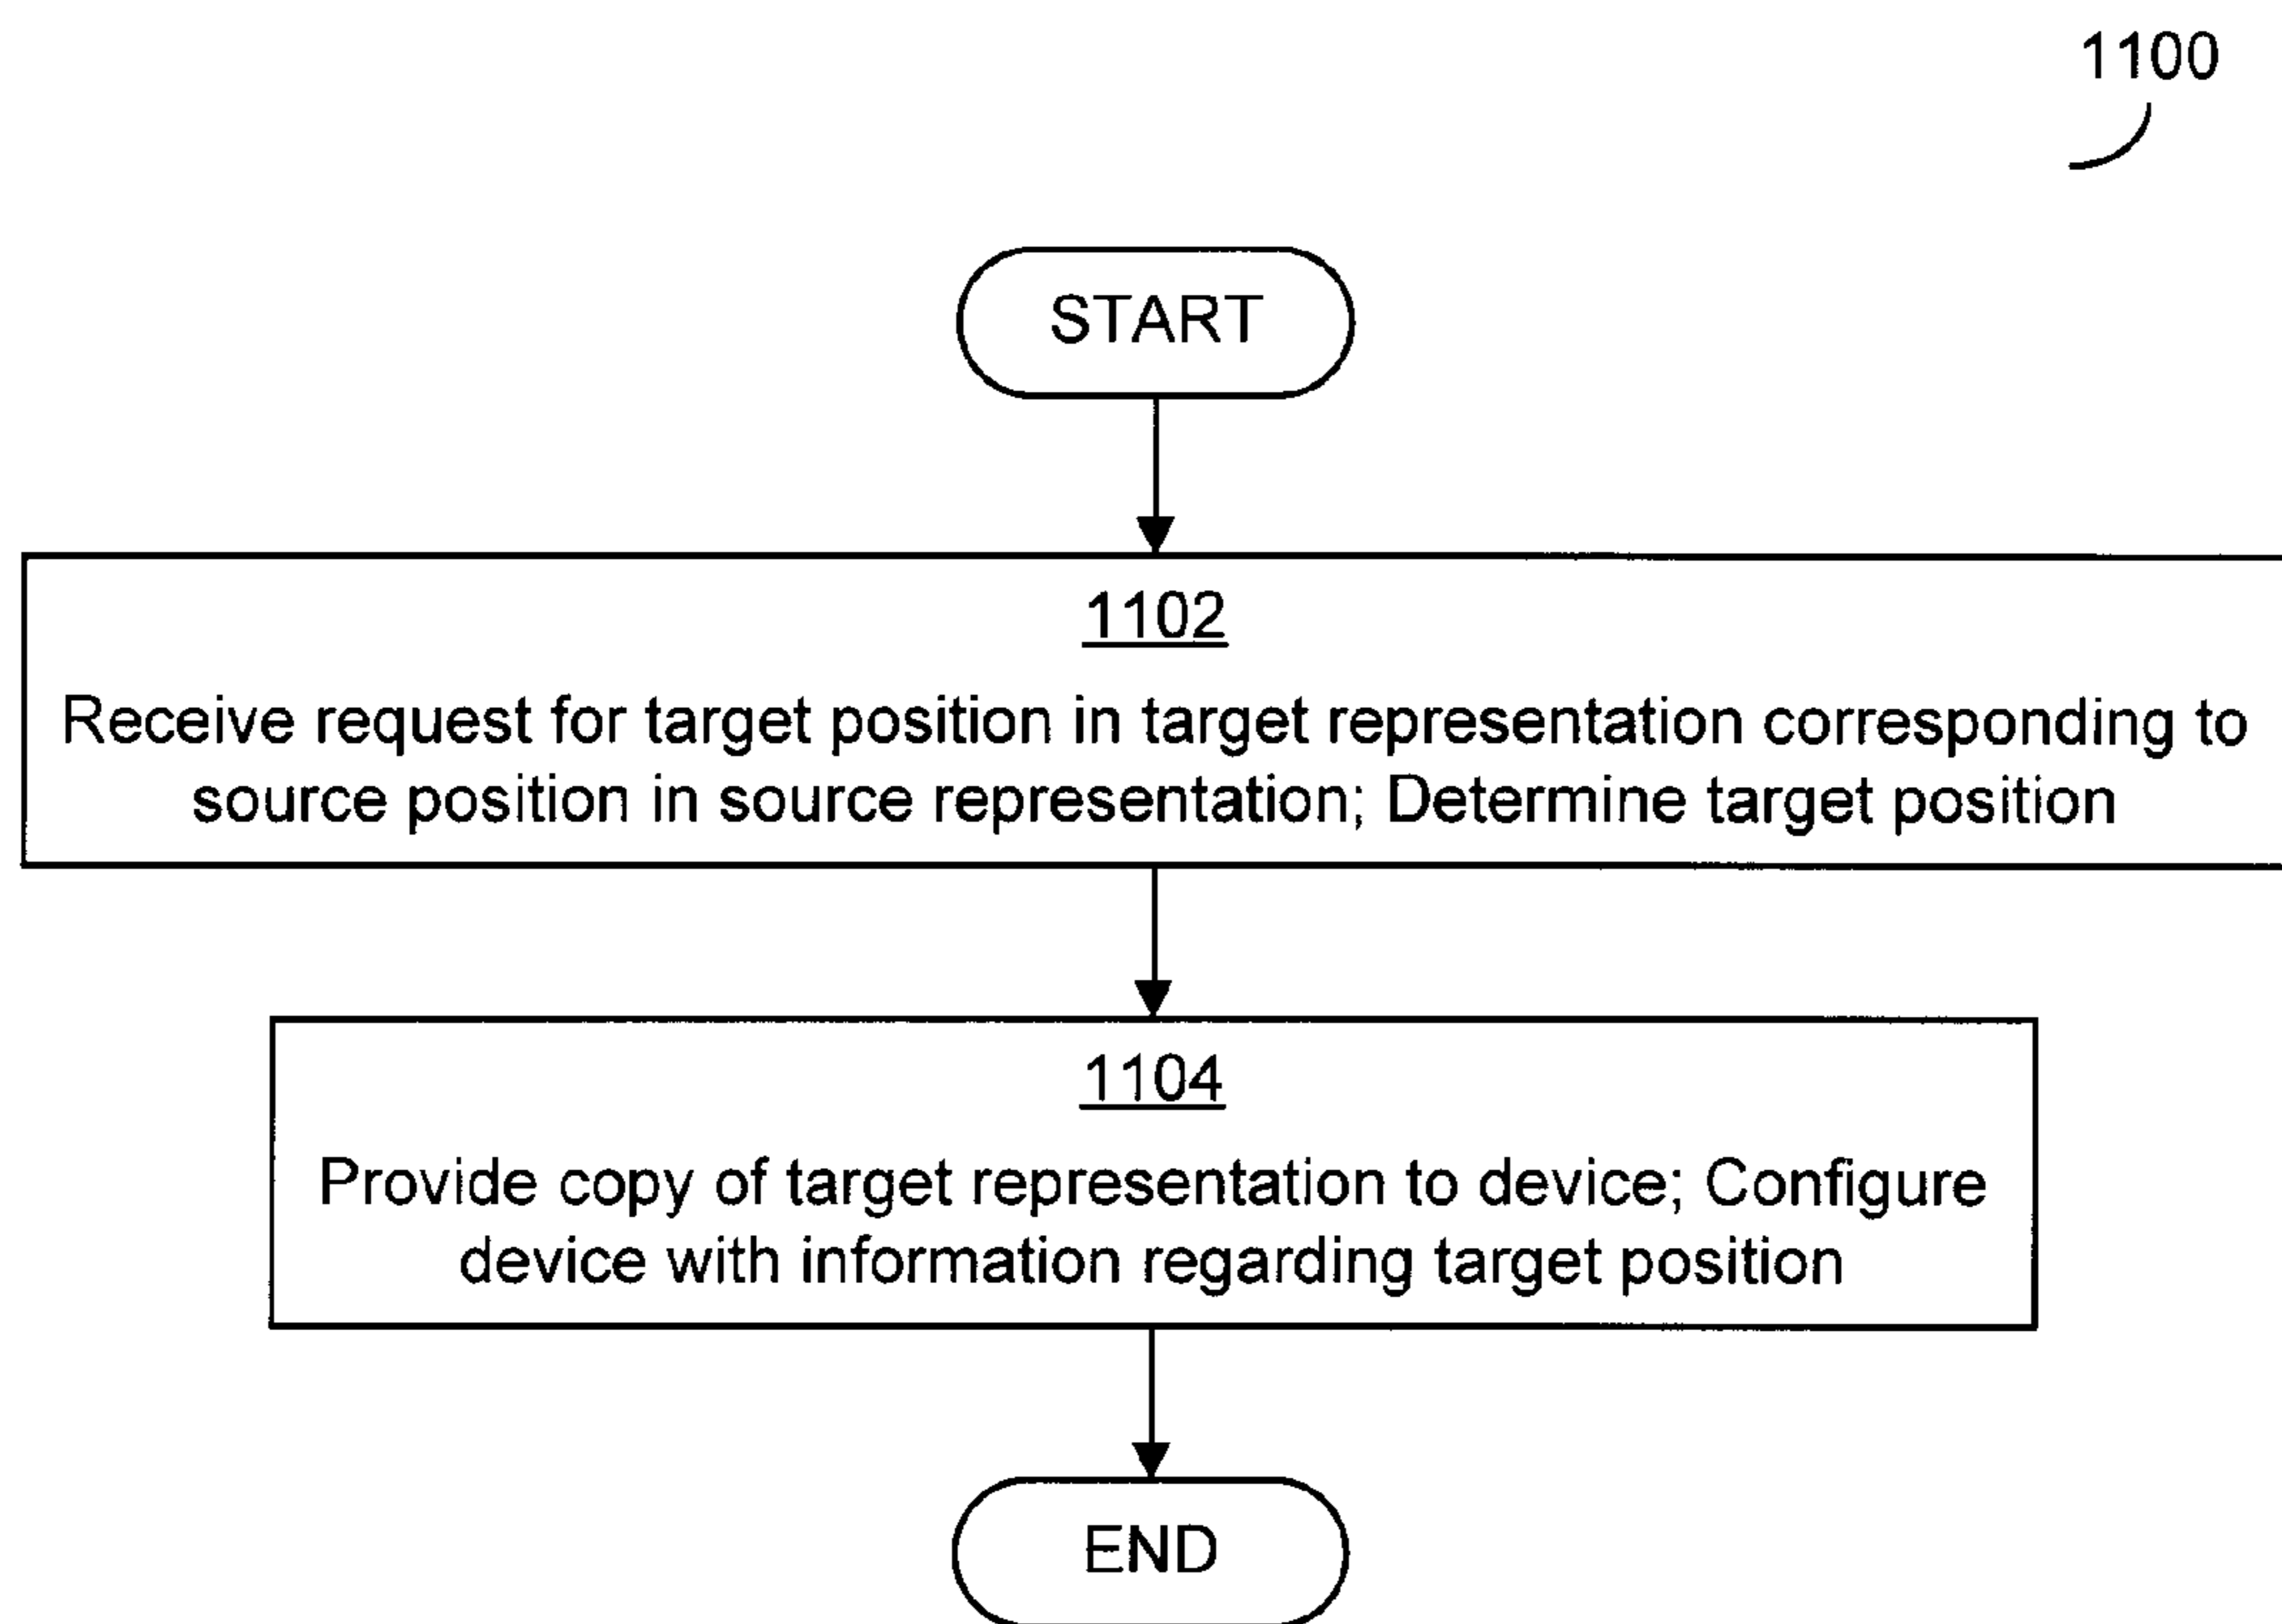 1100
START
1102
Receive request for target position in target representation corresponding to
source position in source representation; Determine target position
1104
Provide copy of target representation to device; Configure
device with information regarding target position
END